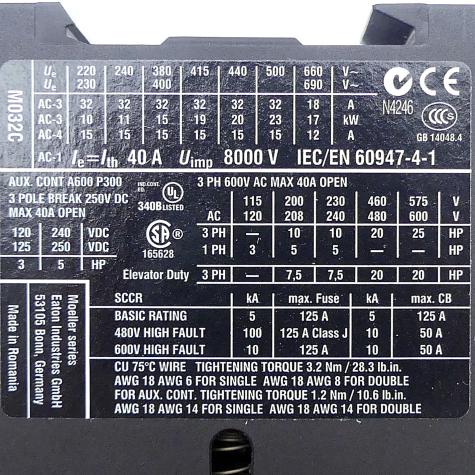 M032C
Ue 220 240 380 415 440 500 660 V~
Ue 230 400 690 V~
AC-3 32 32 32 32 32 32 18 A
AC-3 10 11 15 19 20 23 17 kW
AC-4 15 15 15 15 15 15 12 A
AC-1 Ie=Ith 40 A Uimp 8000 V IEC/EN 60947-4-1
N4246
CCC
GB 14048.4
AUX. CONT A600 P300
3 POLE BREAK 250V DC
MAX 40A OPEN
120 240 VDC
125 250 VDC
3 5 HP
IND.CONT. EQ.
340B LISTED
UL
SA
165628
3 PH 600V AC MAX 40A OPEN
115 200 230 460 575 V
AC 120 208 240 480 600 V
3 PH — 10 10 20 25 HP
1 PH 3 5 5 — — HP
Elevator Duty 3 PH — 7,5 7,5 20 20 HP
SCCR kA max. Fuse kA max. CB
BASIC RATING 5 125 A 5 125 A
480V HIGH FAULT 100 125 A Class J 10 50 A
600V HIGH FAULT 10 125 A 10 50 A
CU 75°C WIRE TIGHTENING TORQUE 3.2 Nm / 28.3 lb.in.
AWG 18 AWG 6 FOR SINGLE AWG 18 AWG 8 FOR DOUBLE
FOR AUX. CONT. TIGHTENING TORQUE 1.2 Nm / 10.6 lb.in.
AWG 18 AWG 14 FOR SINGLE AWG 18 AWG 14 FOR DOUBLE
Moeller series
Eaton Industries GmbH
53105 Bonn, Germany
Made in Romania